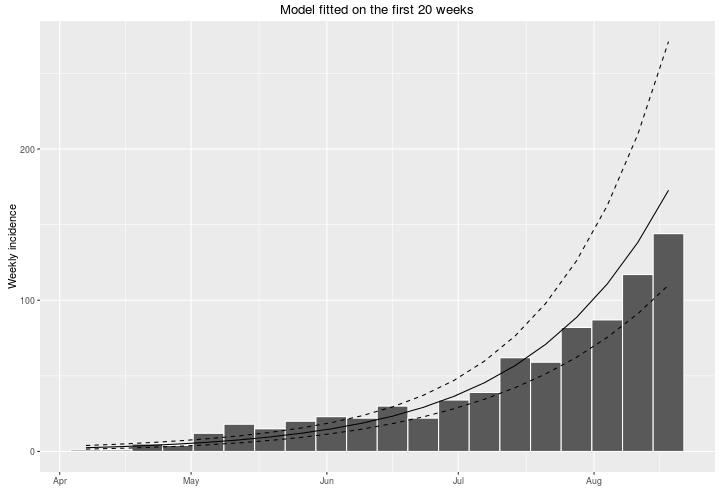 Model fitted on the first 20 weeks
Weekly incidence
200
100
0
Apr
May
Jun
Jul
Aug